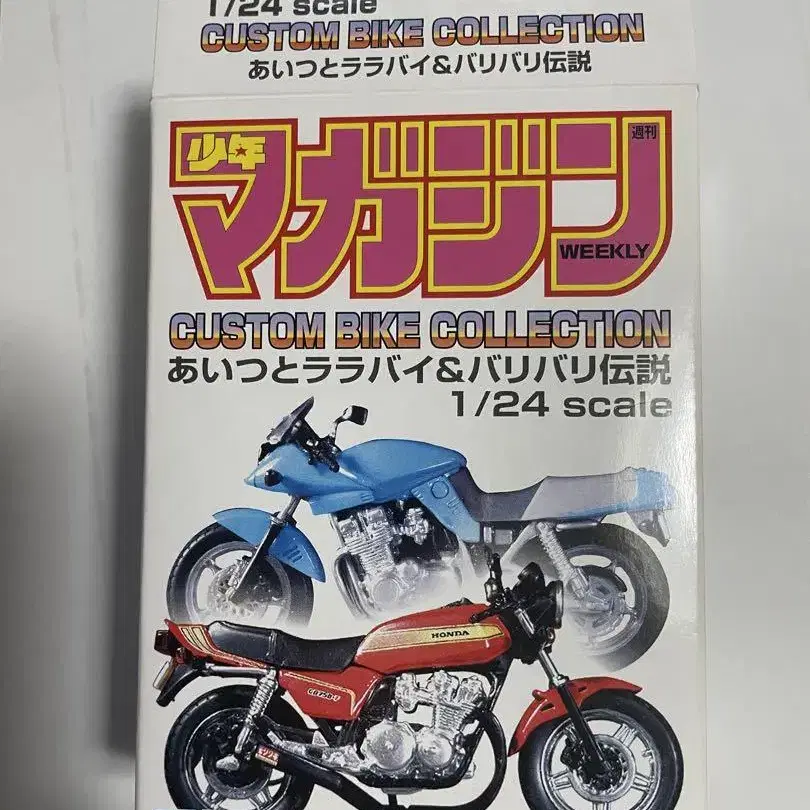 1/24 scale
CUSTOM BIKE COLLECTION
あいつとララバイ&バリバリ伝説
週刊
少年
マガジン
WEEKLY
CUSTOM BIKE COLLECTION
あいつとララバイ&バリバリ伝説
1/24 scale
HONDA